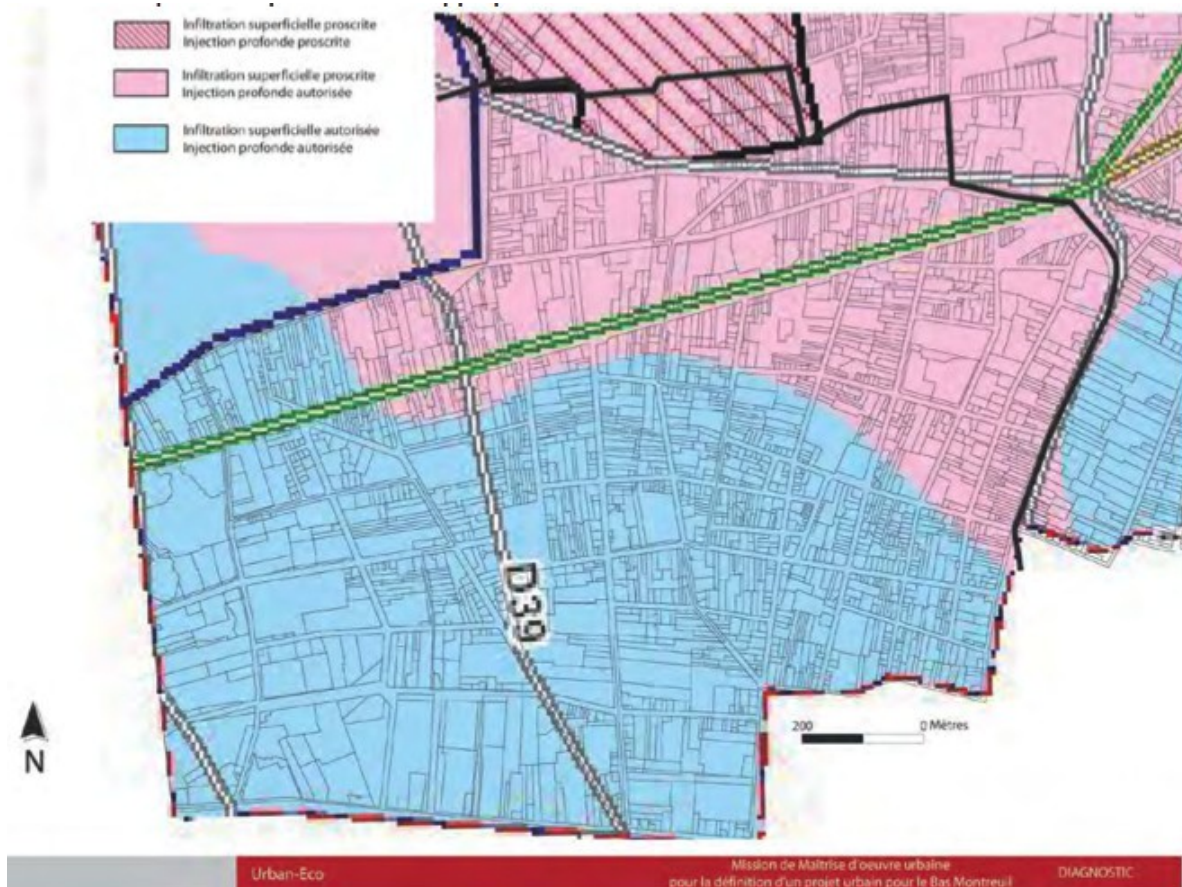 Infiltration superficielle proscrite
Injection profonde proscrite
Infiltration superficielle proscrite
Injection profonde autorisée
Infiltration superficielle autorisée
Injection profonde autorisée
D39
200 0 Mètres
N
Urban-Eco
Mission de Maîtrise d'oeuvre urbaine
pour la définition d'un projet urbain pour le Bas Montreuil
DIAGNOSTIC